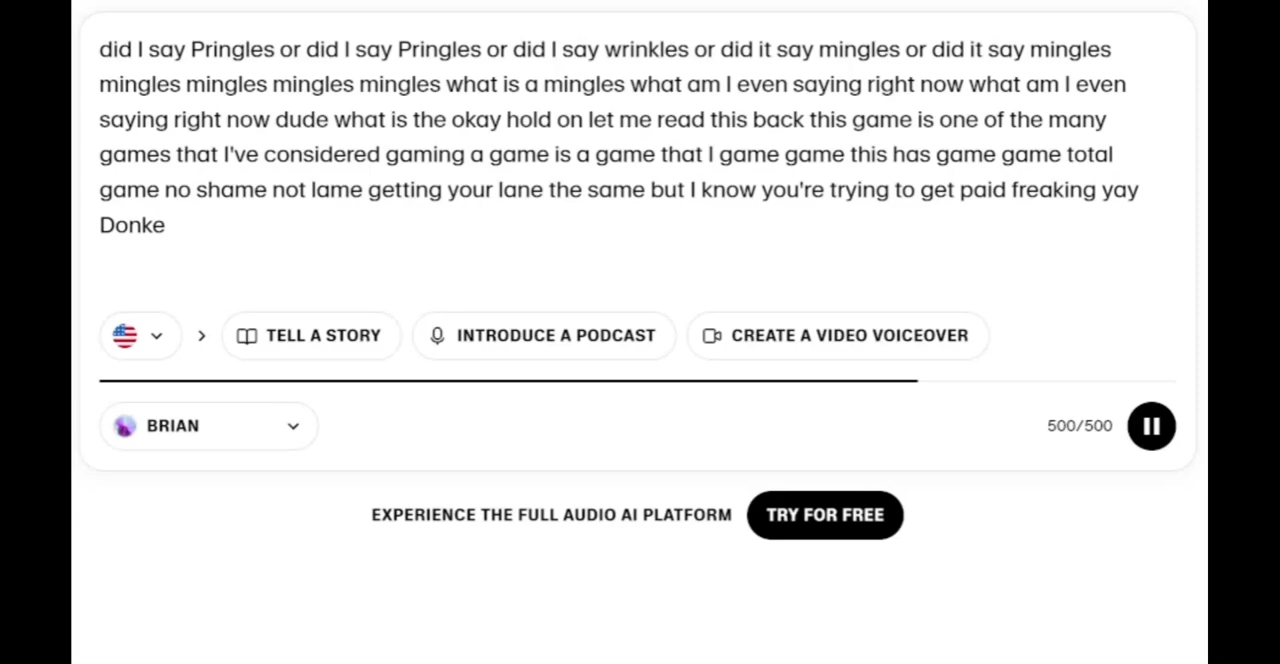 did I say Pringles or did I say Pringles or did I say wrinkles or did it say mingles or did it say mingles
mingles mingles mingles mingles what is a mingles what am I even saying right now what am I even
saying right now dude what is the okay hold on let me read this back this game is one of the many
games that I've considered gaming a game is a game that I game game this has game game total
game no shame not lame getting your lane the same but I know you're trying to get paid freaking yay
Donke
TELL A STORY
INTRODUCE A PODCAST
CREATE A VIDEO VOICEOVER
BRIAN
500/500
EXPERIENCE THE FULL AUDIO AI PLATFORM
TRY FOR FREE